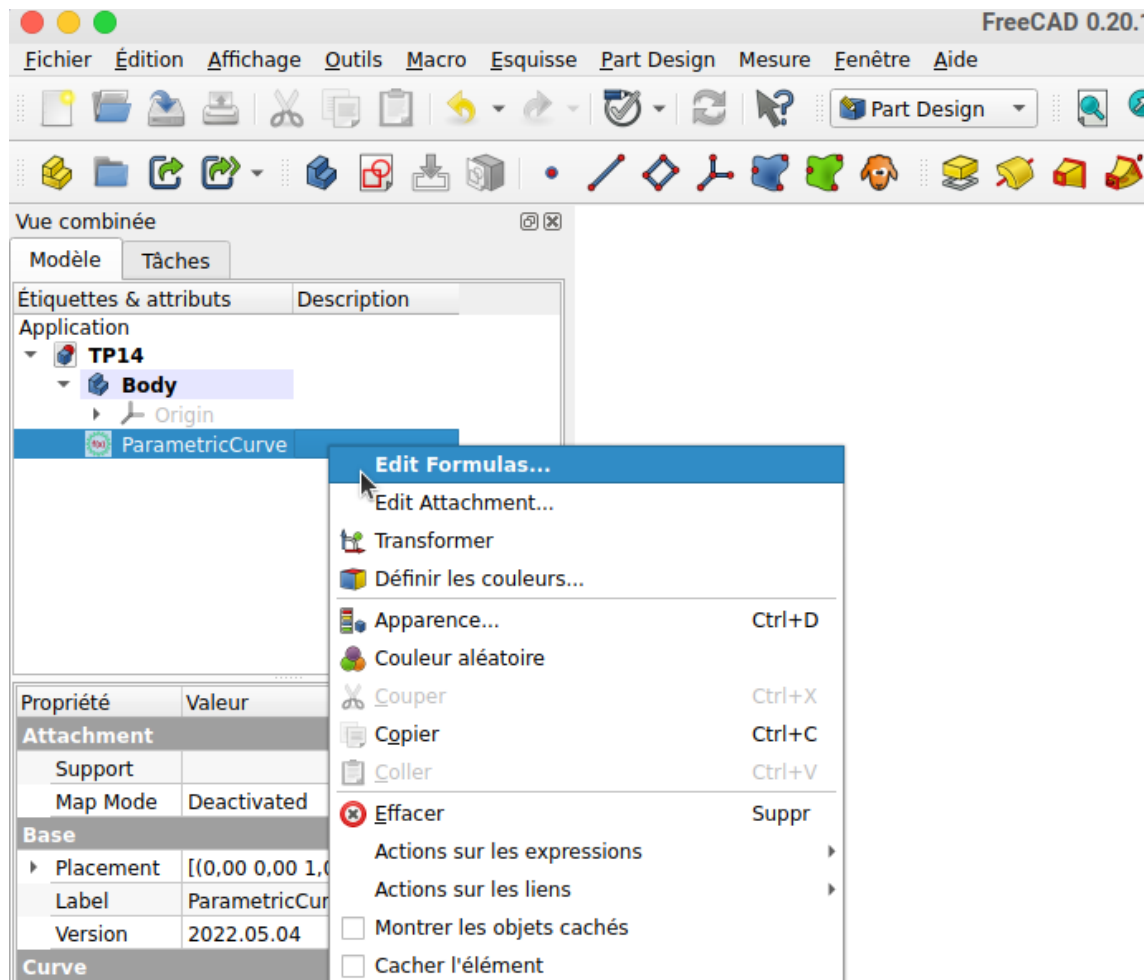 FreeCAD 0.20.1
Fichier Édition Affichage Outils Macro Esquisse Part Design Mesure Fenêtre Aide
Part Design
Vue combinée
Modèle Tâches
Étiquettes & attributs Description
Application
TP14
Body
Origin
f(x) ParametricCurve
Edit Formulas...
Edit Attachment...
Transformer
Définir les couleurs...
Apparence... Ctrl+D
Couleur aléatoire
Couper Ctrl+X
Propriété Valeur
Attachment
Copier Ctrl+C
Support
Coller Ctrl+V
Map Mode Deactivated
Effacer Suppr
Base
Actions sur les expressions
Placement [(0,00 0,00 1,0
Actions sur les liens
Label ParametricCur
Montrer les objets cachés
Version 2022.05.04
Cacher l'élément
Curve